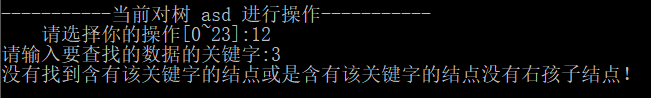 -----------当前对树 asd 进行操作-----------
请选择你的操作[0~23]:12
请输入要查找的数据的关键字:3
没有找到含有该关键字的结点或是含有该关键字的结点没有右孩子结点!